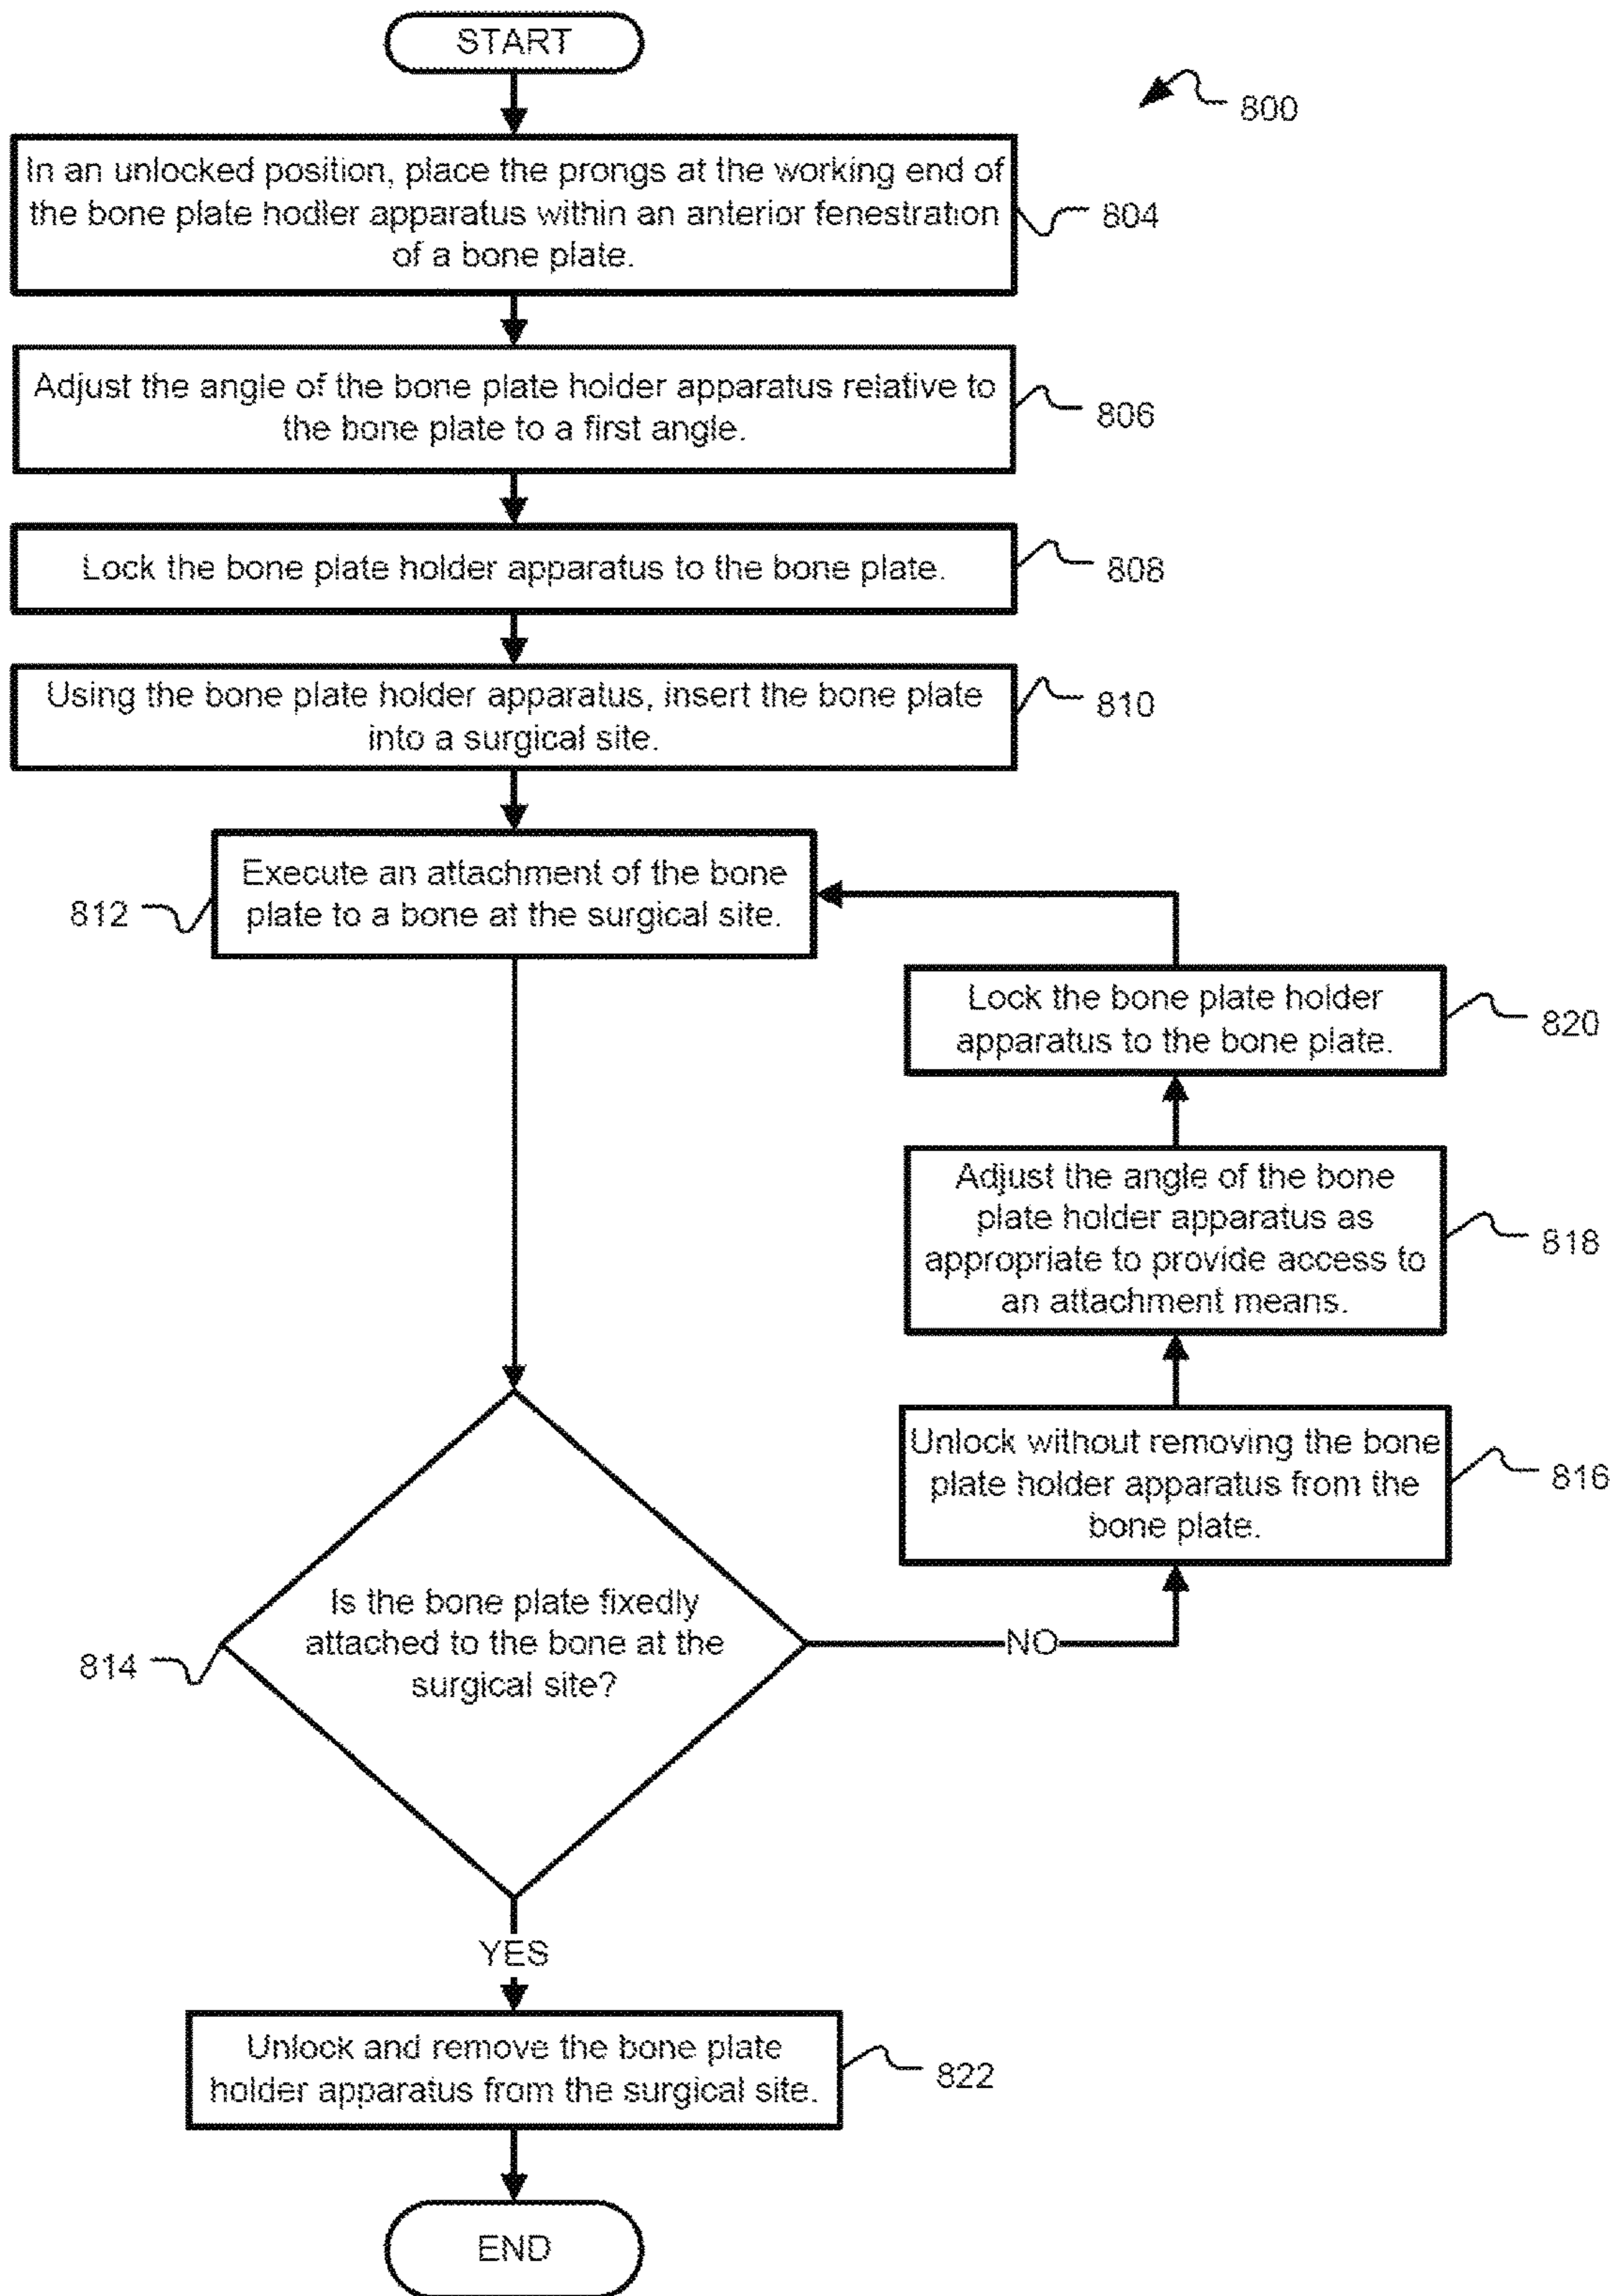 START
800
In an unlocked position, place the prongs at the working end of
the bone plate hodler apparatus within an anterior fenestration
of a bone plate.
804
Adjust the angle of the bone plate holder apparatus relative to
the bone plate to a first angle.
806
Lock the bone plate holder apparatus to the bone plate.
808
Using the bone plate holder apparatus, insert the bone plate
into a surgical site.
810
Execute an attachment of the bone
plate to a bone at the surgical site.
812
Lock the bone plate holder
apparatus to the bone plate.
820
Adjust the angle of the bone
plate holder apparatus as
appropriate to provide access to
an attachment means.
818
Unlock without removing the bone
plate holder apparatus from the
bone plate.
816
Is the bone plate fixedly
attached to the bone at the
surgical site?
814
NO
YES
Unlock and remove the bone plate
holder apparatus from the surgical site.
822
END